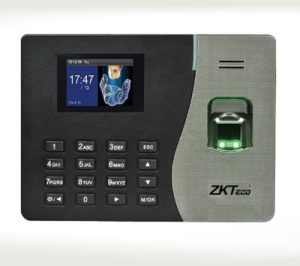 17:47
1 2ABC 3DEF ESC
4GHI 5JKL 6MNO ▲
7PQRS 8TUV 9WXYZ ▼
⏻/◀ 0 ▶ M/OK
ZKTECO